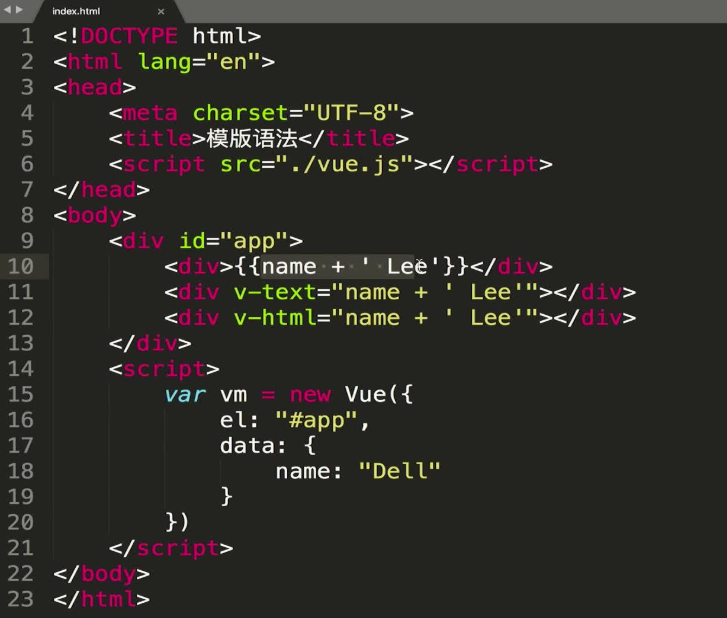 index.html ×
1 <!DOCTYPE html>
2 <html lang="en">
3 <head>
4     <meta charset="UTF-8">
5     <title>模版语法</title>
6     <script src="./vue.js"></script>
7 </head>
8 <body>
9     <div id="app">
10         <div>{{name + ' Lee'}}</div>
11         <div v-text="name + ' Lee'"></div>
12         <div v-html="name + ' Lee'"></div>
13     </div>
14     <script>
15         var vm = new Vue({
16             el: "#app",
17             data: {
18                 name: "Dell"
19             }
20         })
21     </script>
22 </body>
23 </html>